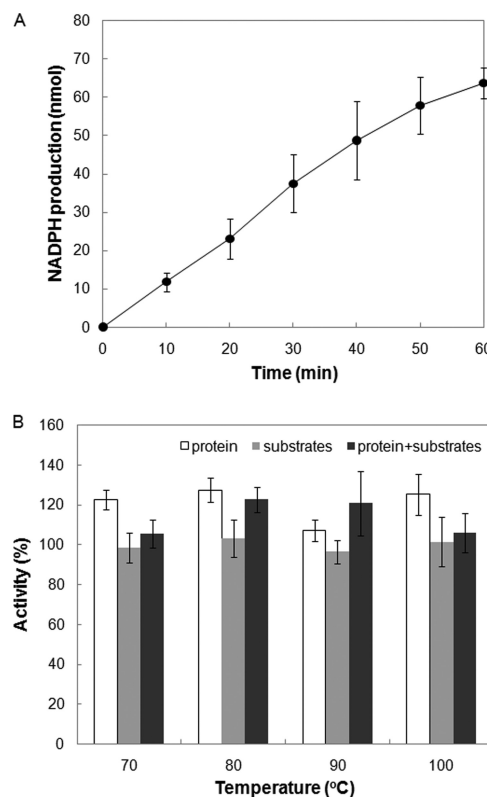 A
80
70
60
50
40
30
20
10
0
NADPH production (nmol)
0 10 20 30 40 50 60
Time (min)
B
160
140
120
100
80
60
40
20
0
Activity (%)
protein substrates protein+substrates
70 80 90 100
Temperature (ºC)